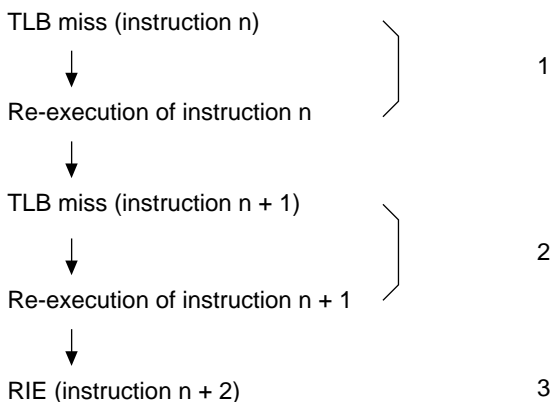 TLB miss (instruction n)
1
Re-execution of instruction n
TLB miss (instruction n + 1)
2
Re-execution of instruction n + 1
RIE (instruction n + 2)
3